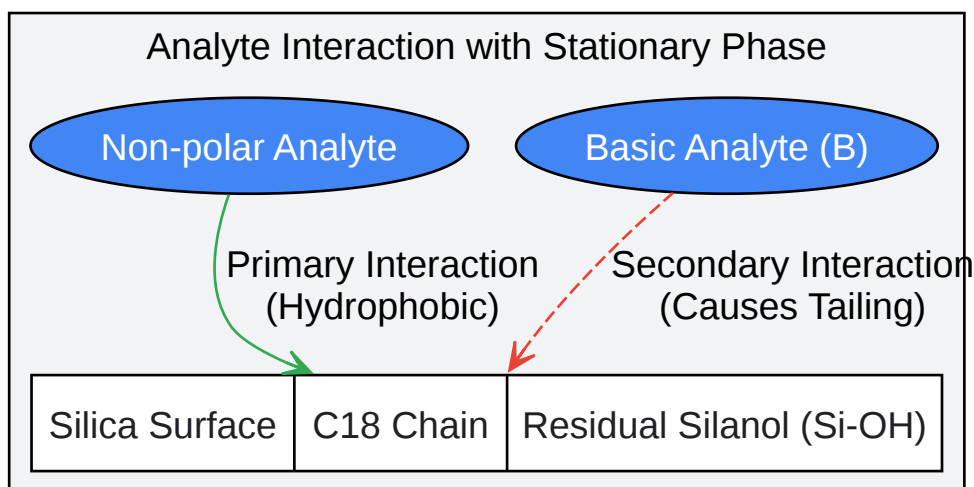 Analyte Interaction with Stationary Phase
Non-polar Analyte
Basic Analyte (B)
Primary Interaction
(Hydrophobic)
Secondary Interaction
(Causes Tailing)
Silica Surface
C18 Chain
Residual Silanol (Si-OH)